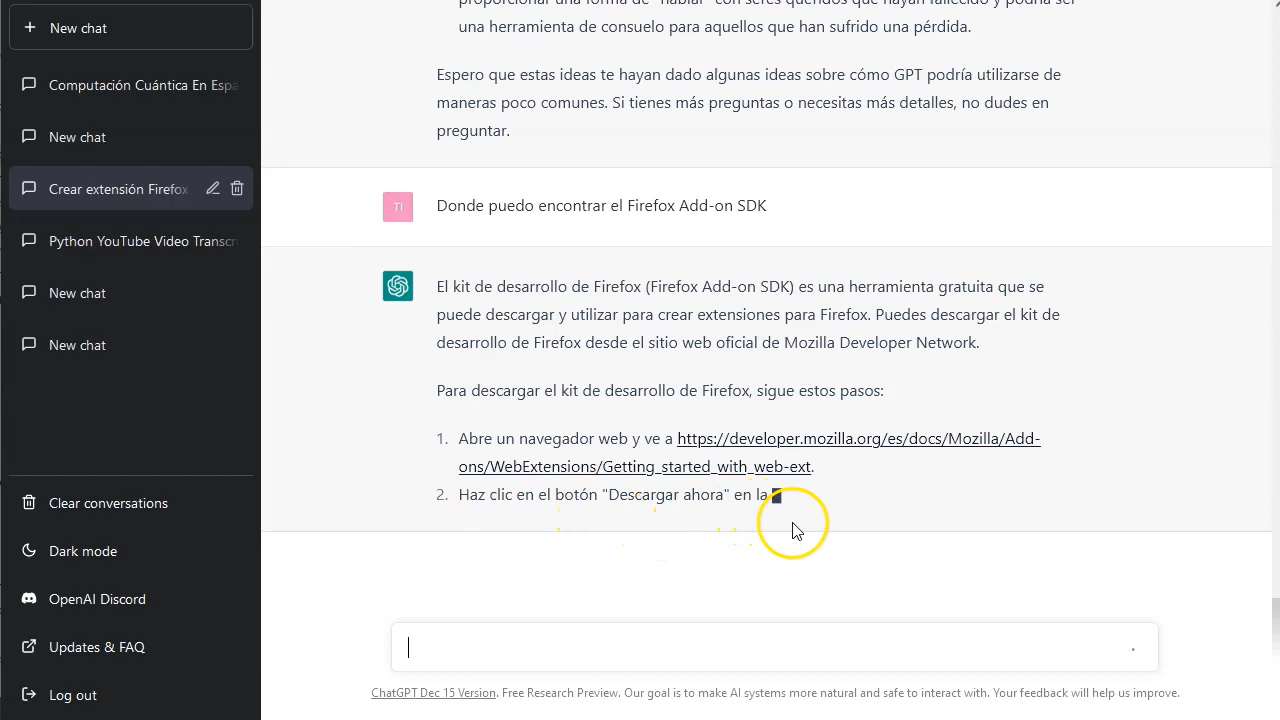 New chat
Computación Cuántica En Espa
New chat
Crear extensión Firefox
Python YouTube Video Transcri
New chat
New chat
Clear conversations
Dark mode
OpenAI Discord
Updates & FAQ
Log out
proporcionar una forma de "hablar" con seres queridos que hayan fallecido y podría ser
una herramienta de consuelo para aquellos que han sufrido una pérdida.
Espero que estas ideas te hayan dado algunas ideas sobre cómo GPT podría utilizarse de
maneras poco comunes. Si tienes más preguntas o necesitas más detalles, no dudes en
preguntar.
TI
Donde puedo encontrar el Firefox Add-on SDK
El kit de desarrollo de Firefox (Firefox Add-on SDK) es una herramienta gratuita que se
puede descargar y utilizar para crear extensiones para Firefox. Puedes descargar el kit de
desarrollo de Firefox desde el sitio web oficial de Mozilla Developer Network.
Para descargar el kit de desarrollo de Firefox, sigue estos pasos:
1. Abre un navegador web y ve a https://developer.mozilla.org/es/docs/Mozilla/Add-
ons/WebExtensions/Getting_started_with_web-ext.
2. Haz clic en el botón "Descargar ahora" en la
ChatGPT Dec 15 Version. Free Research Preview. Our goal is to make AI systems more natural and safe to interact with. Your feedback will help us improve.